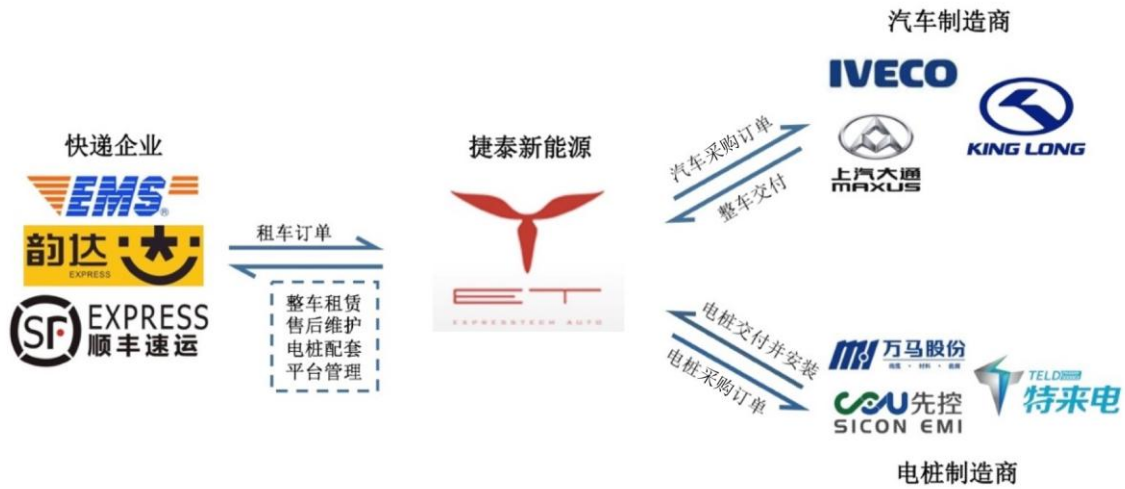 快递企业
EMS
韵达
EXPRESS
SF EXPRESS
顺丰速运
租车订单
整车租赁
售后维护
电桩配套
平台管理
捷泰新能源
ET
EXPRESSTECH AUTO
汽车采购订单
整车交付
电桩交付并安装
电桩采购订单
汽车制造商
IVECO
上汽大通
MAXUS
KING LONG
万马股份
先控
SICON EMI
TELD
特来电
电桩制造商